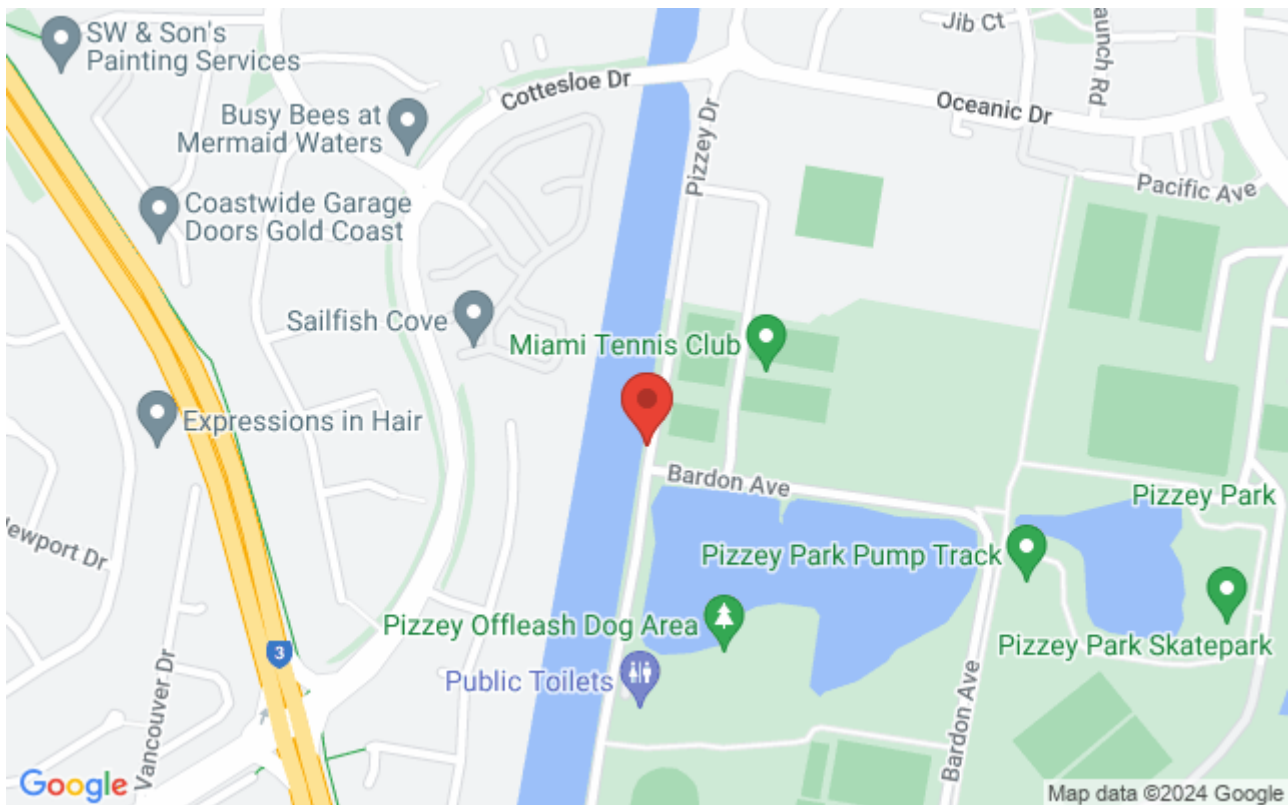 SW & Son's
Painting Services
Jib Ct
aunch Rd
Cottesloe Dr
Oceanic Dr
Busy Bees at
Mermaid Waters
Pizzey Dr
Pacific Ave
Coastwide Garage
Doors Gold Coast
Sailfish Cove
Miami Tennis Club
Expressions in Hair
Bardon Ave
Pizzey Park
ewport Dr
Pizzey Park Pump Track
Pizzey Offleash Dog Area
Pizzey Park Skatepark
3
Public Toilets
Vancouver Dr
Bardon Ave
Google
Map data ©2024 Google